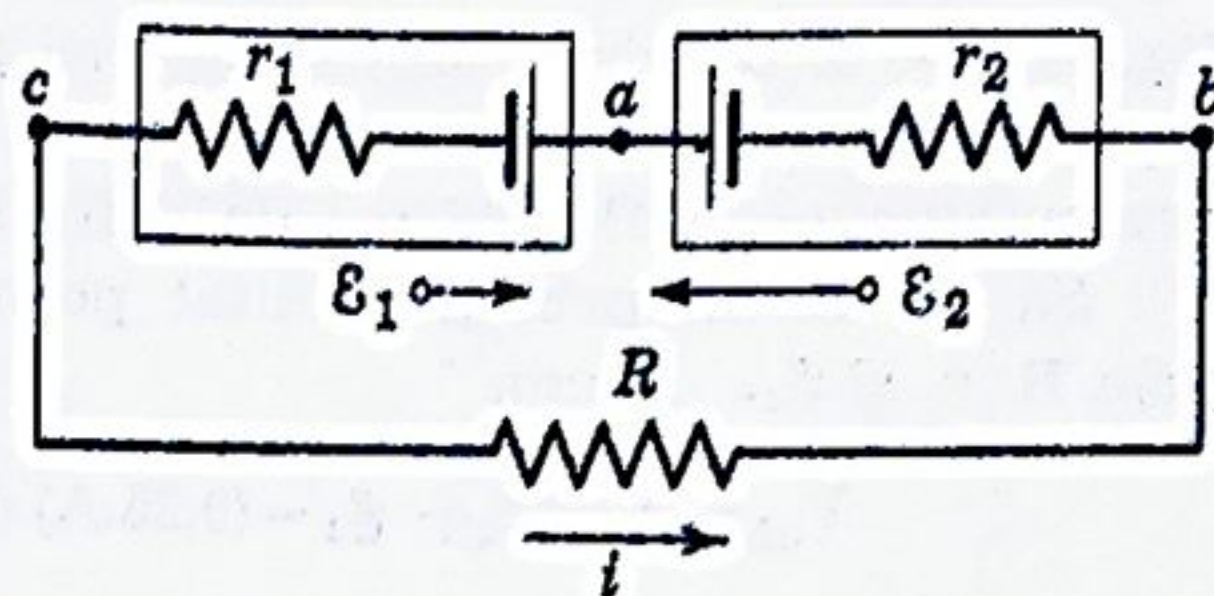 r₁ r₂
c a b
ℰ₁ ℰ₂
R
i